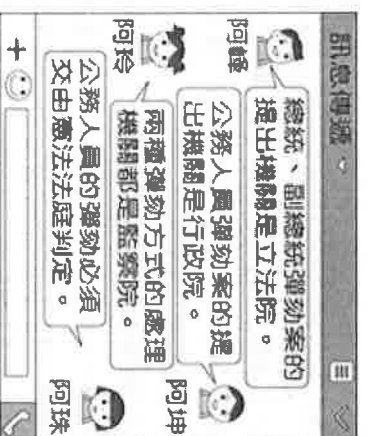 訊息傳遞
阿峰
總統、副總統彈劾案的
提出機關是立法院。
公務人員彈劾案的提
出機關是行政院。
阿坤
阿玲
兩種彈劾方式的處理
機關都是監察院。
公務人員的彈劾必須
交由憲法法庭判定。
阿珠